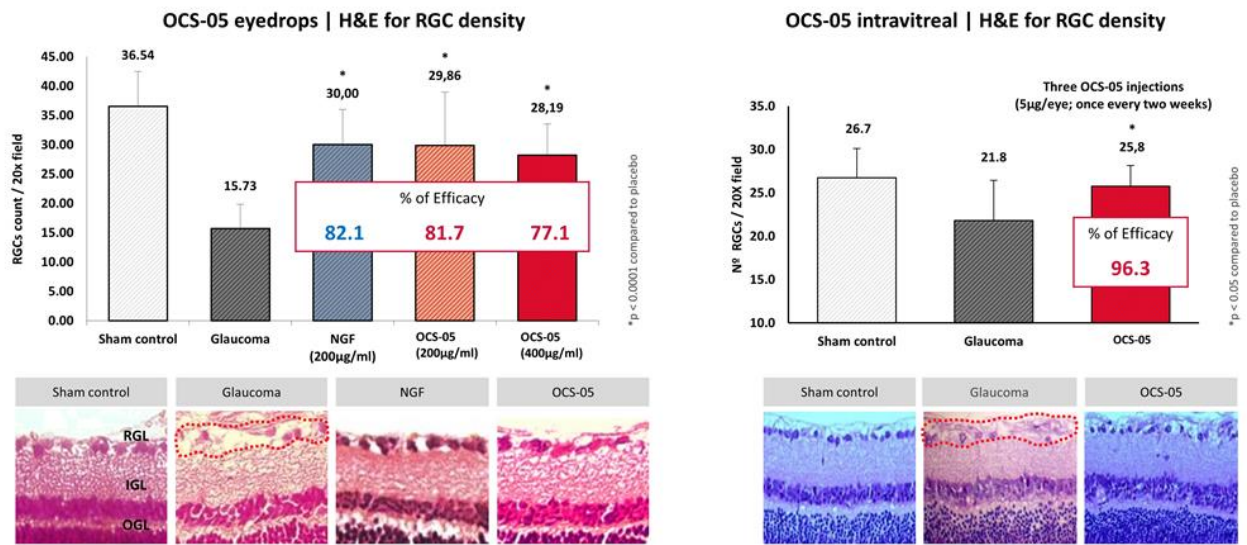 OCS-05 eyedrops | H&E for RGC density
45.00
40.00
35.00
30.00
25.00
20.00
15.00
10.00
5.00
0.00
RGCs count / 20x field
36.54
15.73
*
30,00
*
29,86
*
28,19
% of Efficacy
82.1
81.7
77.1
Sham control
Glaucoma
NGF
(200µg/ml)
OCS-05
(200µg/ml)
OCS-05
(400µg/ml)
*p < 0.0001 compared to placebo
Sham control
Glaucoma
NGF
OCS-05
RGL
IGL
OGL
OCS-05 intravitreal | H&E for RGC density
Three OCS-05 injections
(5µg/eye; once every two weeks)
35.0
30.0
25.0
20.0
15.0
10.0
Nº RGCs / 20X field
26.7
21.8
*
25,8
% of Efficacy
96.3
Sham control
Glaucoma
OCS-05
*p < 0.05 compared to placebo
Sham control
Glaucoma
OCS-05